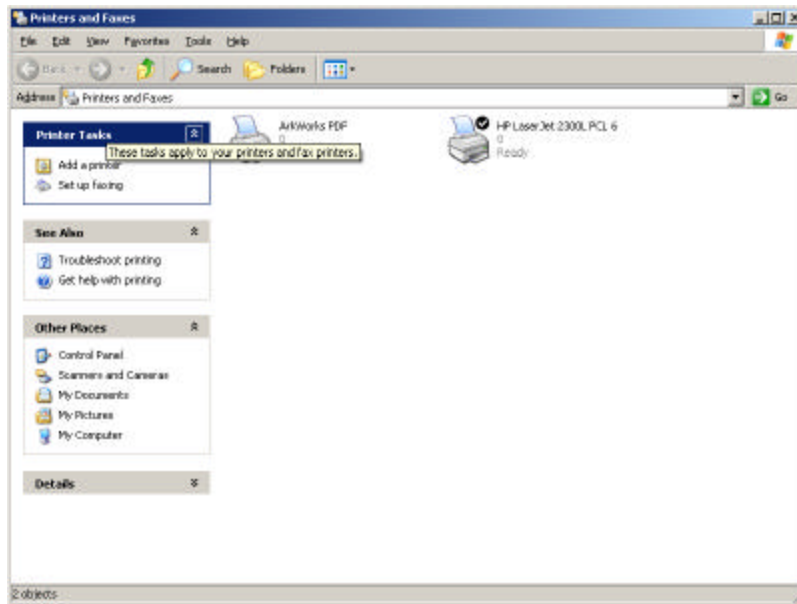 Printers and Faxes
File Edit View Favorites Tools Help
Back Search Folders
Address Printers and Faxes Go
Printer Tasks
These tasks apply to your printers and fax printers.
Add a printer
Set up faxing
See Also
Troubleshoot printing
Get help with printing
Other Places
Control Panel
Scanners and Cameras
My Documents
My Pictures
My Computer
Details
ArkWorks PDF
0
HP LaserJet 2300L PCL 6
0
Ready
2 objects